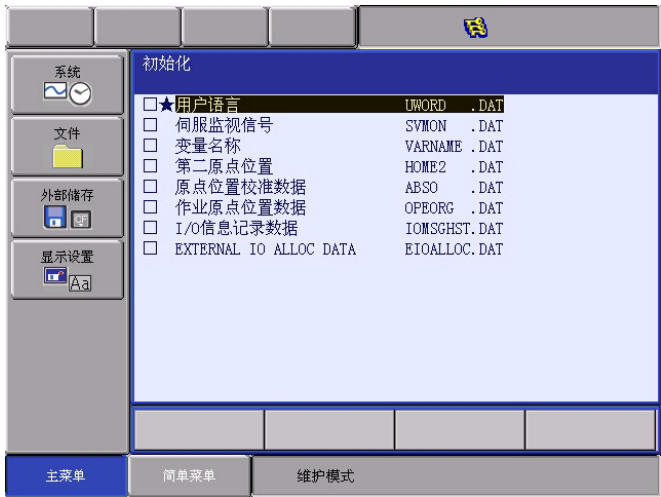 初始化
系统
文件
外部储存
CF
显示设置
Aa
□★用户语言 UWORD .DAT
□ 伺服监视信号 SVMON .DAT
□ 变量名称 VARNAME .DAT
□ 第二原点位置 HOME2 .DAT
□ 原点位置校准数据 ABSO .DAT
□ 作业原点位置数据 OPEORG .DAT
□ I/O信息记录数据 IOMSGHST.DAT
□ EXTERNAL IO ALLOC DATA EIOALLOC.DAT
主菜单
简单菜单
维护模式